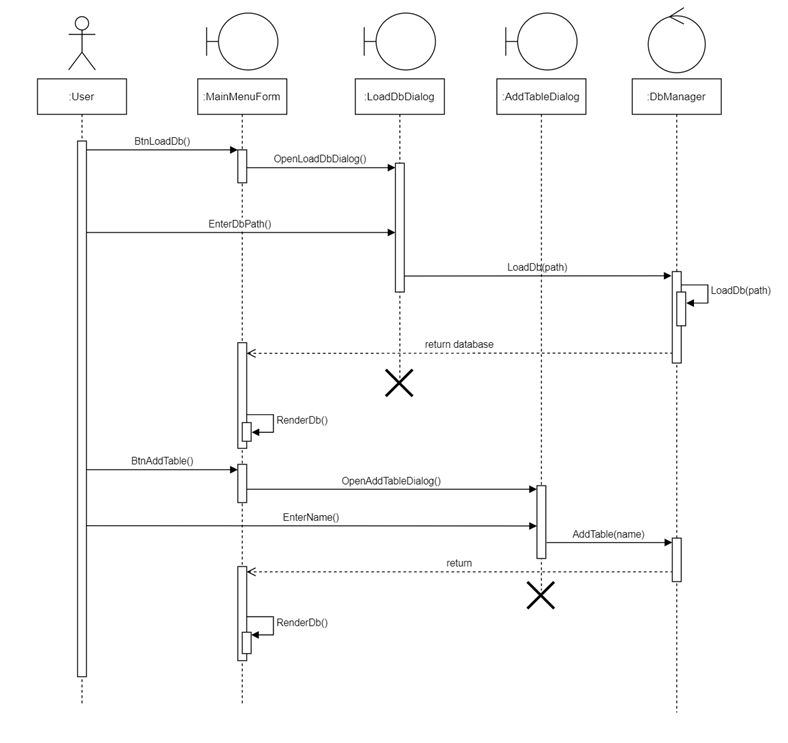 :User
:MainMenuForm
:LoadDbDialog
:AddTableDialog
:DbManager
BtnLoadDb()
OpenLoadDbDialog()
EnterDbPath()
LoadDb(path)
LoadDb(path)
return database
RenderDb()
BtnAddTable()
OpenAddTableDialog()
EnterName()
AddTable(name)
return
RenderDb()